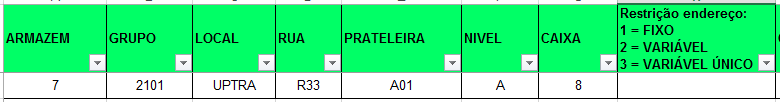 ARMAZEM GRUPO LOCAL RUA PRATELEIRA NIVEL CAIXA Restrição endereço:
1 = FIXO
2 = VARIÁVEL
3 = VARIÁVEL ÚNICO
7 2101 UPTRA R33 A01 A 8